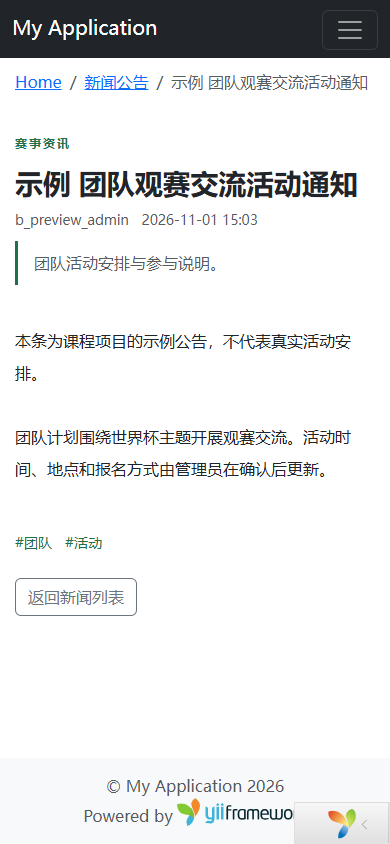 My Application
Home / 新闻公告 / 示例 团队观赛交流活动通知
赛事资讯
示例 团队观赛交流活动通知
b_preview_admin 2026-11-01 15:03
团队活动安排与参与说明。
本条为课程项目的示例公告，不代表真实活动安
排。
团队计划围绕世界杯主题开展观赛交流。活动时
间、地点和报名方式由管理员在确认后更新。
#团队 #活动
返回新闻列表
© My Application 2026
Powered by yiiframewo